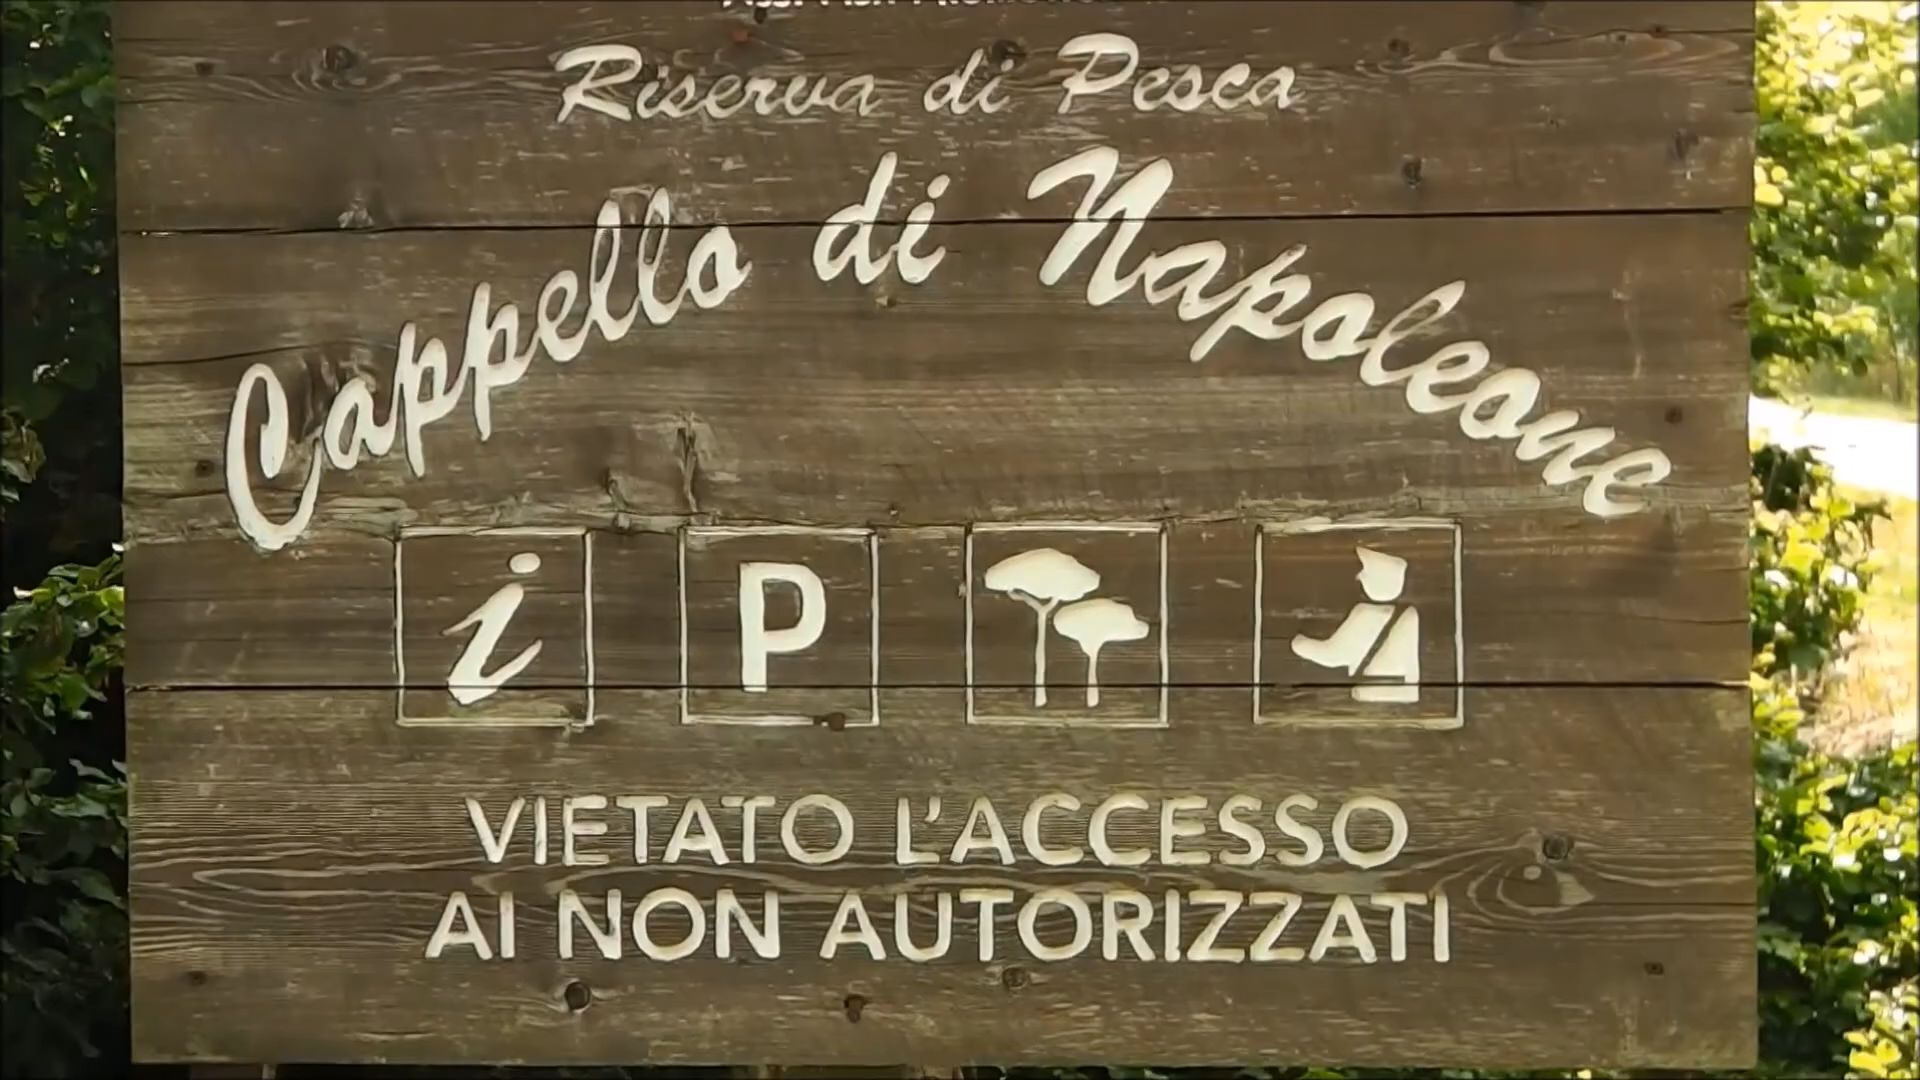 Riserva di Pesca
Cappello di Napoleone
i P
VIETATO L'ACCESSO
AI NON AUTORIZZATI